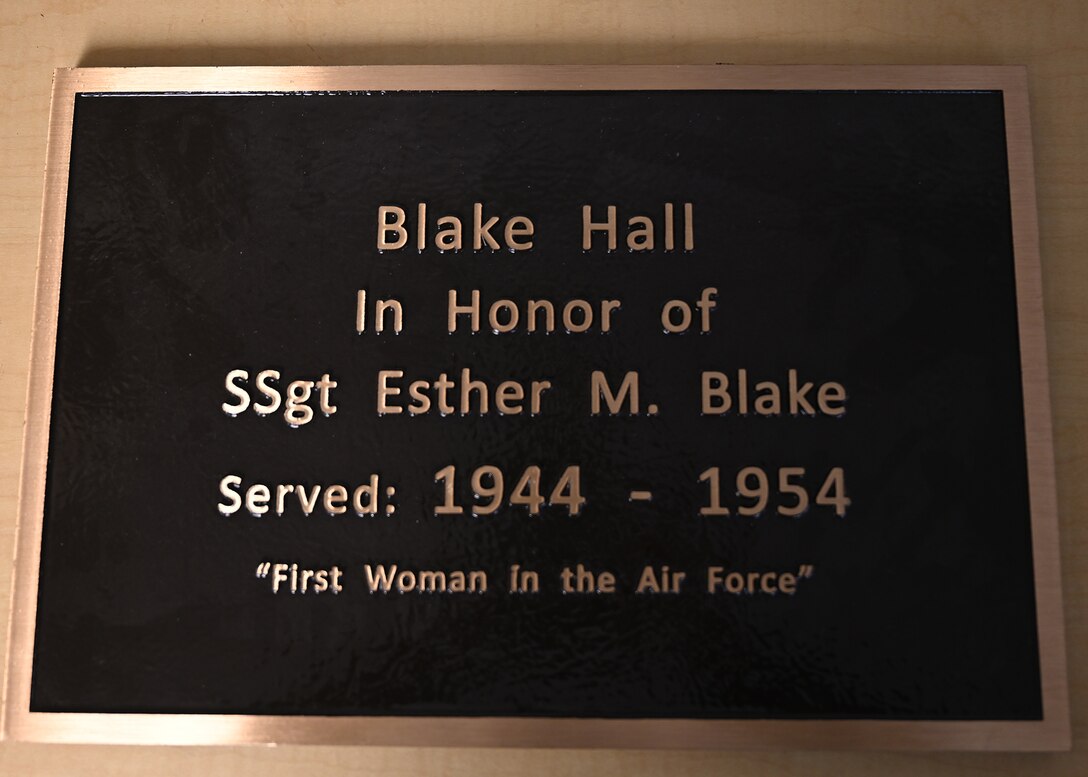 Blake Hall
In Honor of
SSgt Esther M. Blake
Served: 1944 - 1954
“First Woman in the Air Force”